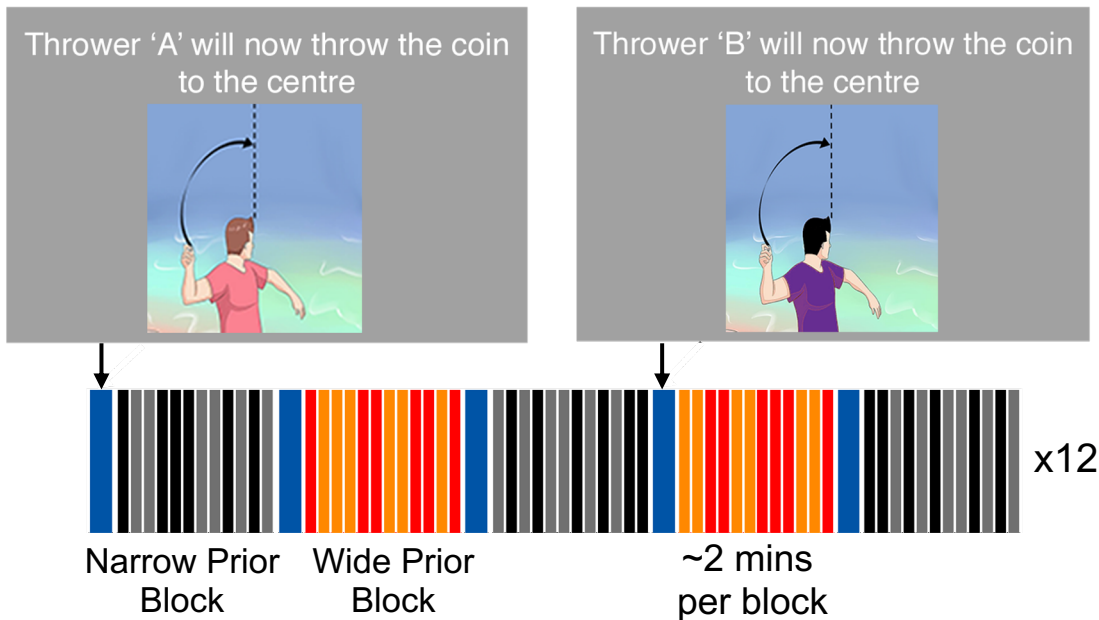 Thrower ‘A’ will now throw the coin
to the centre
Thrower ‘B’ will now throw the coin
to the centre
x12
Narrow Prior
Block
Wide Prior
Block
~2 mins
per block